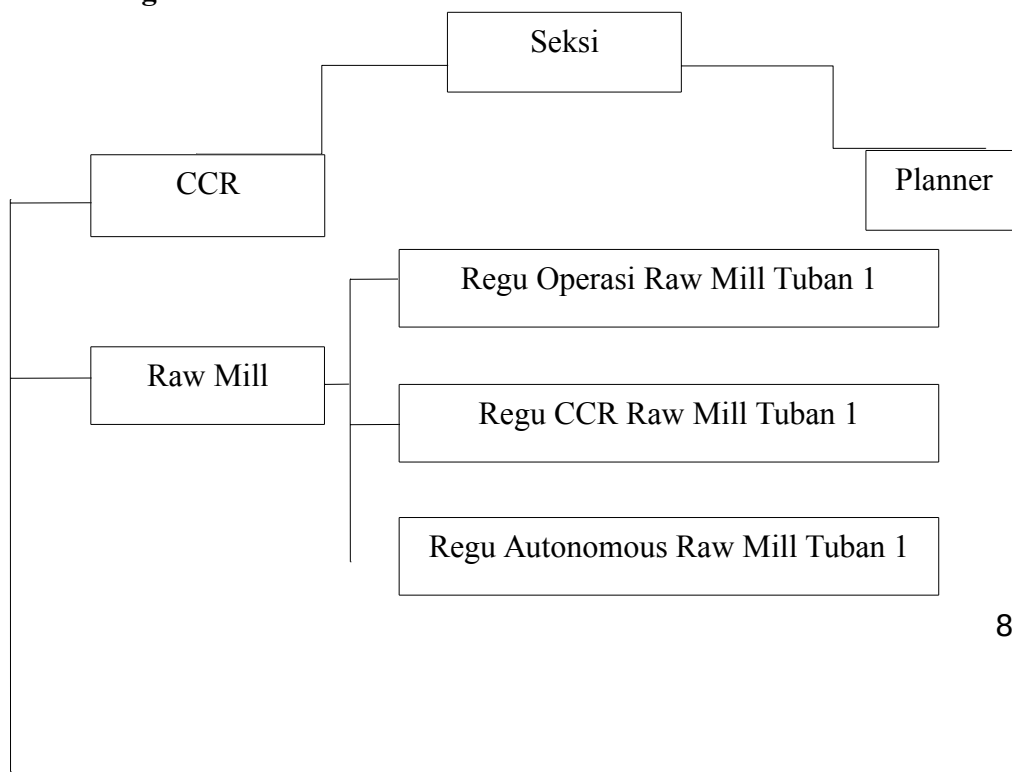 Seksi
CCR
Planner
Regu Operasi Raw Mill Tuban 1
Raw Mill
Regu CCR Raw Mill Tuban 1
Regu Autonomous Raw Mill Tuban 1
8